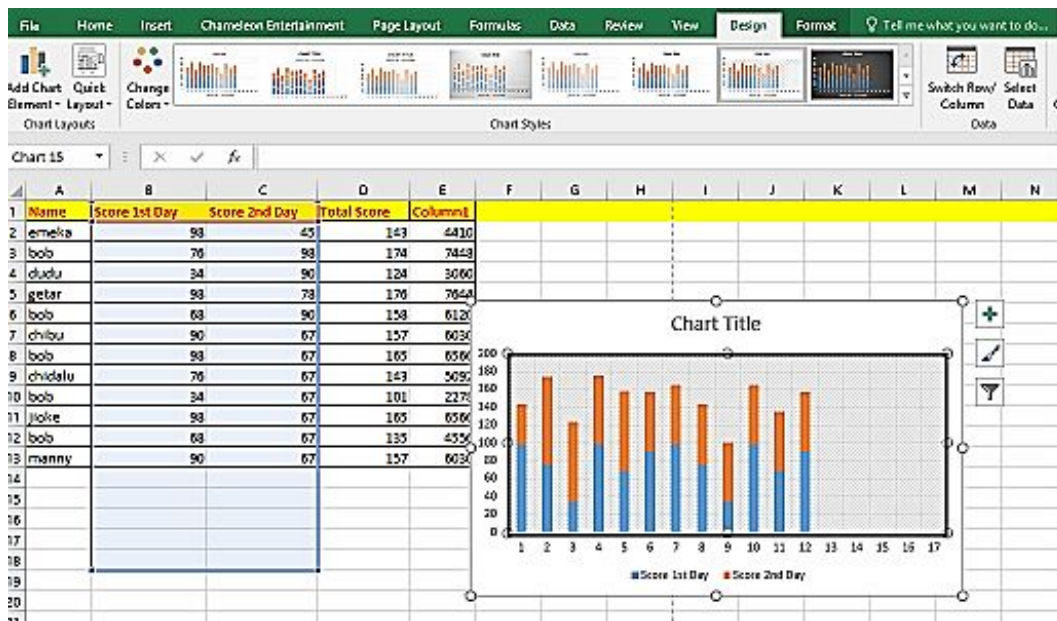 File Home Insert Chameleon Entertainment Page Layout Formulas Data Review View Design Format Tell me what you want to do...
Add Chart Element Quick Layout Change Colors Switch Row/ Column Select Data
Chart Layouts Chart Styles Data
Chart 15 fx
A B C D E F G H I J K L M N
1 Name Score 1st Day Score 2nd Day Total Score Column1
2 emeka 98 45 143 4410
3 bob 76 98 174 7448
4 dudu 34 90 124 3060
5 getar 98 78 176 7644
6 bob 68 90 158 6120
7 chibu 90 67 157 6030
8 bob 98 67 165 656
9 chidalu 76 67 143 509
10 bob 34 67 101 227
11 jioke 98 67 165 656
12 bob 68 67 135 455
13 manny 90 67 157 603
14
15
16
17
18
19
20
Chart Title
200
180
160
140
120
100
80
60
40
20
0
1 2 3 4 5 6 7 8 9 10 11 12 13 14 15 16 17
Score 1st Day Score 2nd Day